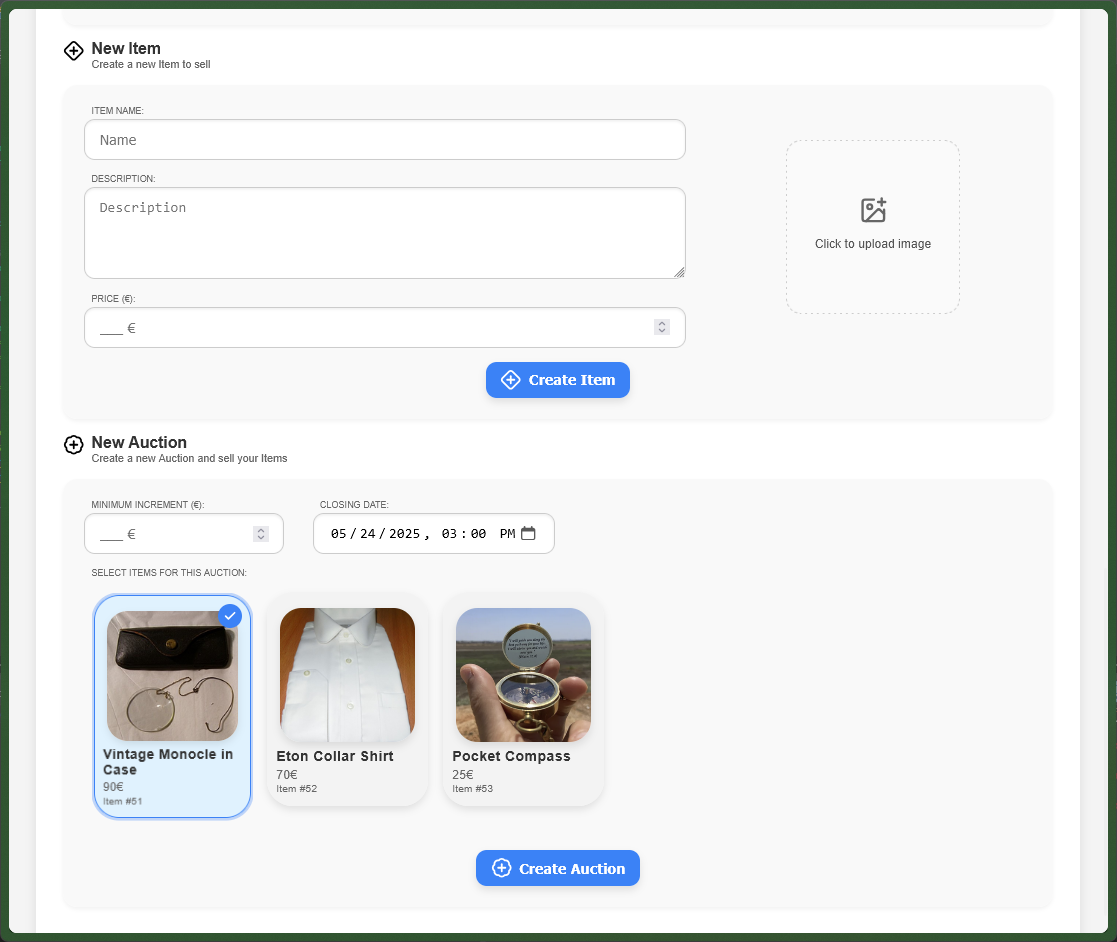 New Item
Create a new Item to sell
ITEM NAME:
Name
DESCRIPTION:
Description
Click to upload image
PRICE (€):
___ €
Create Item
New Auction
Create a new Auction and sell your Items
MINIMUM INCREMENT (€):
CLOSING DATE:
___ €
05/24/2025, 03:00 PM
SELECT ITEMS FOR THIS AUCTION:
Vintage Monocle in
Case
90€
Item #51
Eton Collar Shirt
70€
Item #52
Pocket Compass
25€
Item #53
Create Auction